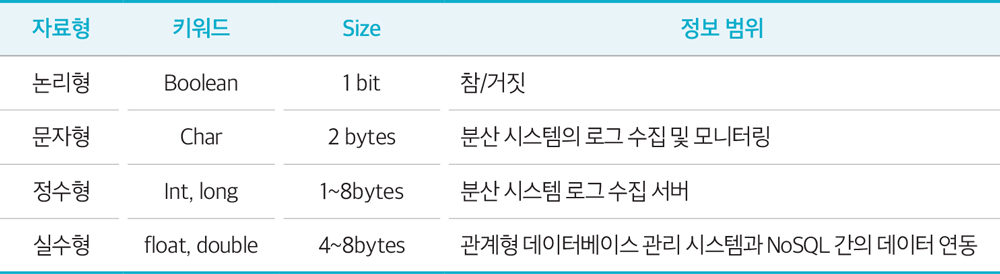 자료형 키워드 Size 정보 범위
논리형 Boolean 1 bit 참/거짓
문자형 Char 2 bytes 분산 시스템의 로그 수집 및 모니터링
정수형 Int, long 1~8bytes 분산 시스템 로그 수집 서버
실수형 float, double 4~8bytes 관계형 데이터베이스 관리 시스템과 NoSQL 간의 데이터 연동